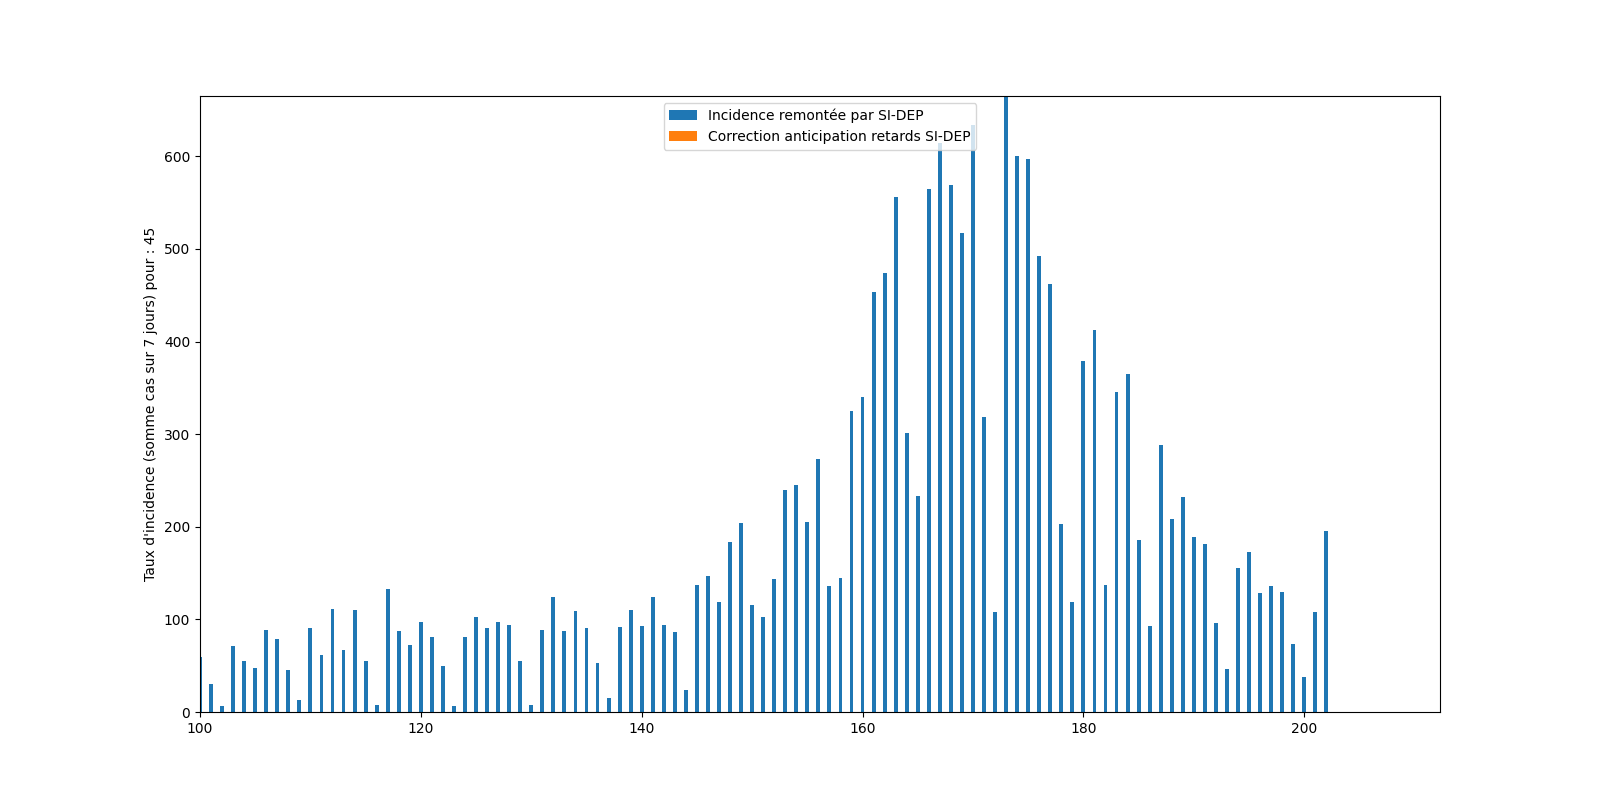 Incidence remontée par SI-DEP
Correction anticipation retards SI-DEP
Taux d'incidence (somme cas sur 7 jours) pour : 45
600
500
400
300
200
100
0
100 120 140 160 180 200